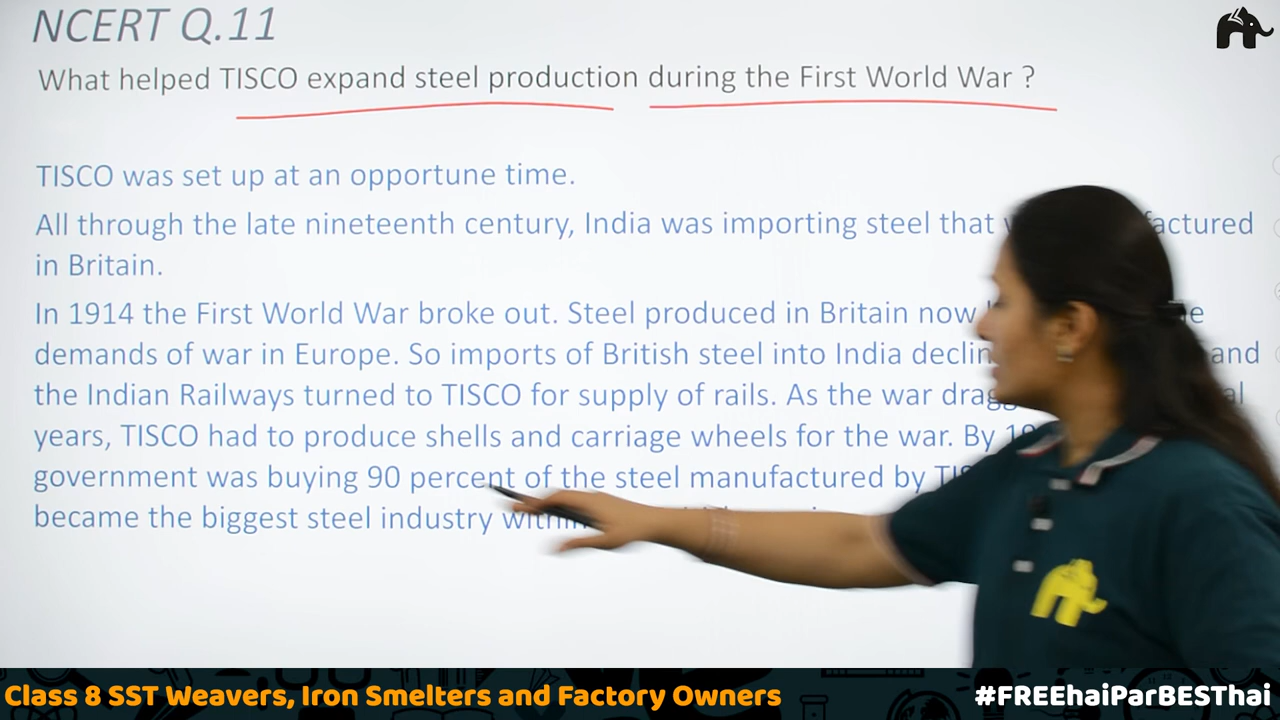 NCERT Q.11
What helped TISCO expand steel production during the First World War ?
TISCO was set up at an opportune time.
All through the late nineteenth century, India was importing steel that actured
in Britain.
In 1914 the First World War broke out. Steel produced in Britain now
demands of war in Europe. So imports of British steel into India declin and
the Indian Railways turned to TISCO for supply of rails. As the war drag
years, TISCO had to produce shells and carriage wheels for the war. By
government was buying 90 percent of the steel manufactured by
became the biggest steel industry within
Class 8 SST Weavers, Iron Smelters and Factory Owners
#FREEhaiParBESThai